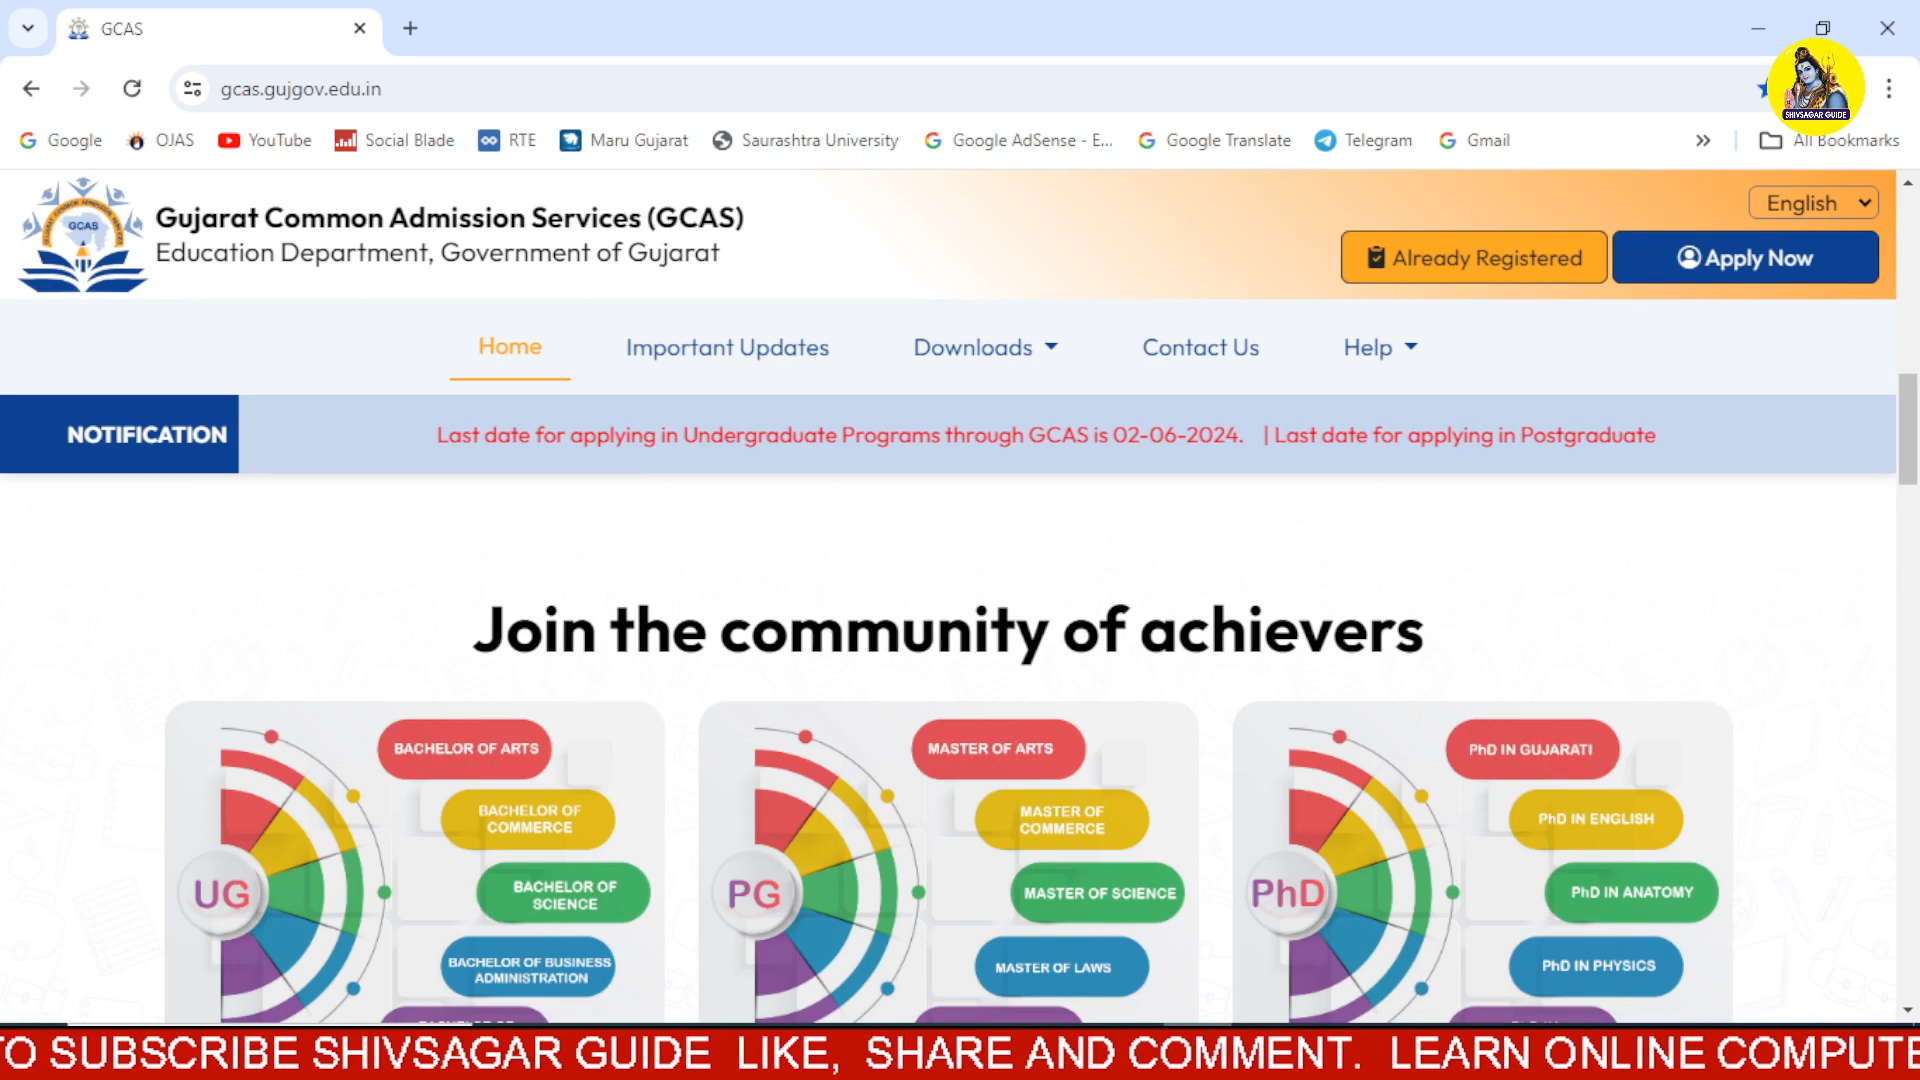 GCAS
gcas.gujgov.edu.in
SHIVSAGAR GUIDE
Google
OJAS
YouTube
Social Blade
RTE
Maru Gujarat
Saurashtra University
Google AdSense - E...
Google Translate
Telegram
Gmail
All Bookmarks
GCAS
Gujarat Common Admission Services (GCAS)
Education Department, Government of Gujarat
English
Already Registered
Apply Now
Home
Important Updates
Downloads
Contact Us
Help
NOTIFICATION
Last date for applying in Undergraduate Programs through GCAS is 02-06-2024. | Last date for applying in Postgraduate
Join the community of achievers
UG
BACHELOR OF ARTS
BACHELOR OF
COMMERCE
BACHELOR OF
SCIENCE
BACHELOR OF BUSINESS
ADMINISTRATION
PG
MASTER OF ARTS
MASTER OF
COMMERCE
MASTER OF SCIENCE
MASTER OF LAWS
PhD
PhD IN GUJARATI
PhD IN ENGLISH
PhD IN ANATOMY
PhD IN PHYSICS
TO SUBSCRIBE SHIVSAGAR GUIDE LIKE, SHARE AND COMMENT. LEARN ONLINE COMPUTE